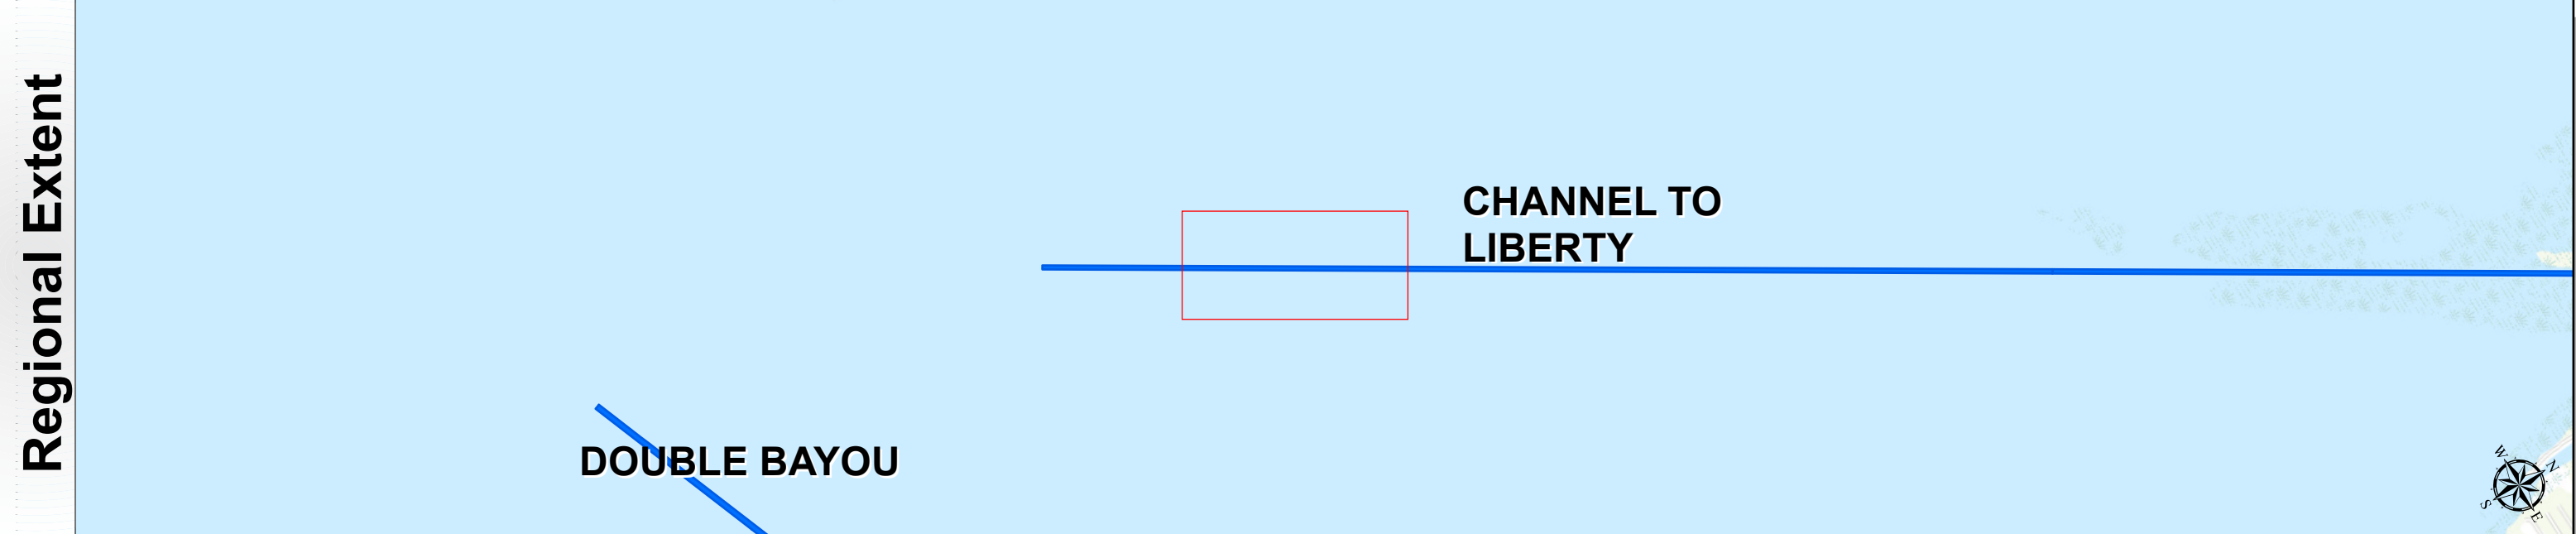 Regional Extent
CHANNEL TO
LIBERTY
DOUBLE BAYOU
W
N
S
E